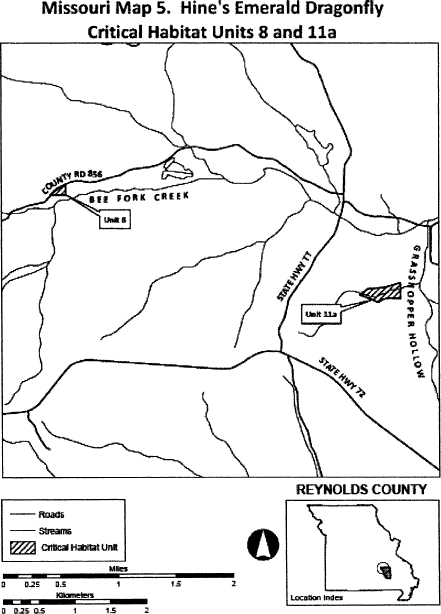 Missouri Map 5. Hine's Emerald Dragonfly
Critical Habitat Units 8 and 11a
COUNTY RD 856
BEE FORK CREEK
Unit 8
STATE HWY TT
GRASSHOPPER HOLLOW
Unit 11a
STATE HWY 72
REYNOLDS COUNTY
Roads
Streams
Critical Habitat Unit
Miles
0 0.25 0.5 1 1.5 2
Kilometers
0 0.25 0.5 1 1.5 2
Location Index